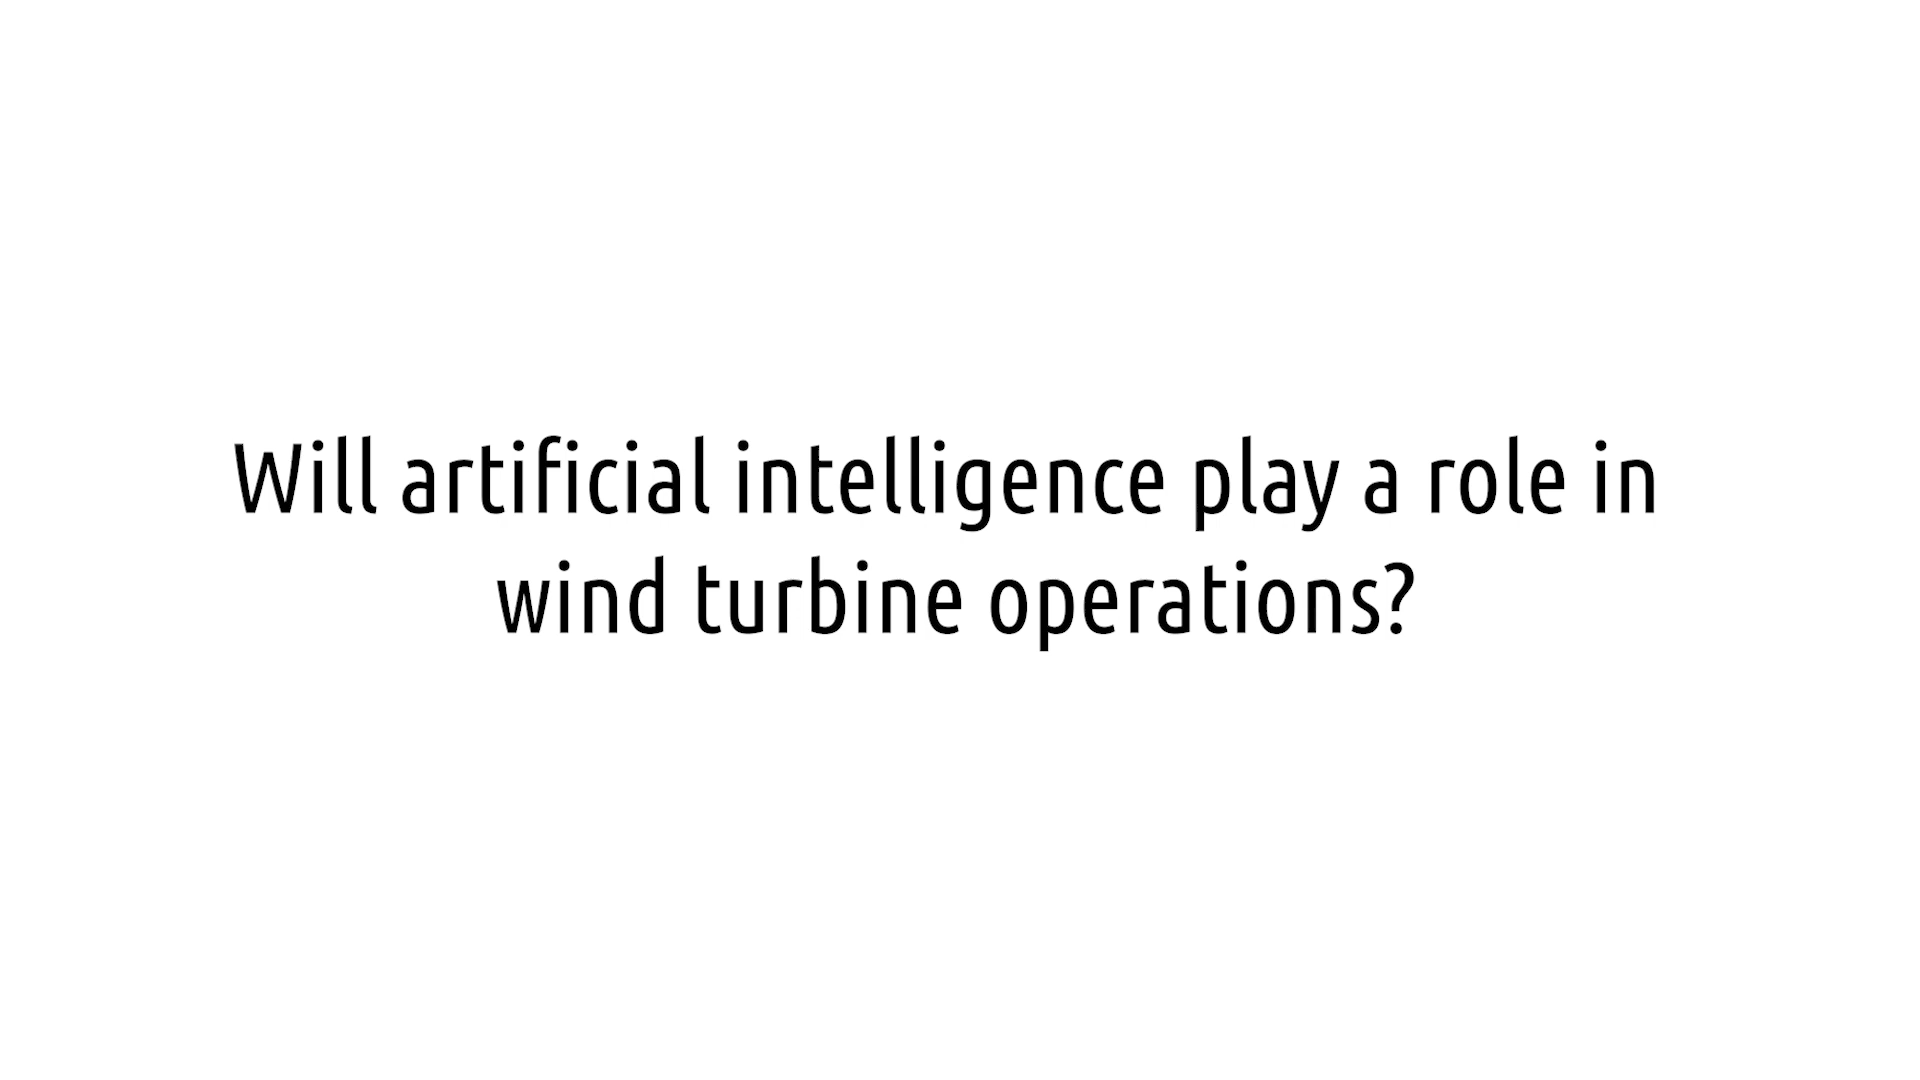 Will artificial intelligence play a role in
wind turbine operations?